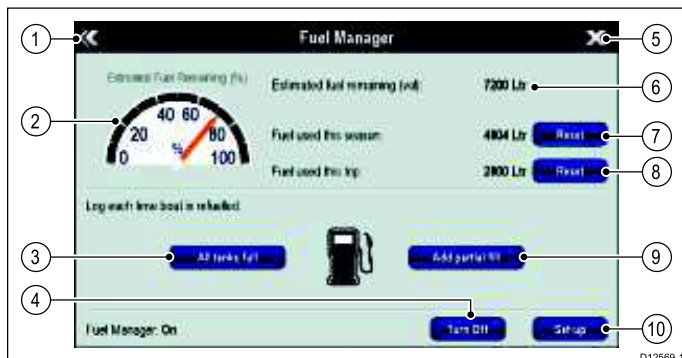 Fuel Manager
1
5
Estimated Fuel Remaining (%)
Estimated fuel remaining (vol): 7200 Ltr
6
2
0 20 40 60 80 100
%
Fuel used this season: 4804 Ltr Reset
7
Fuel used this trip: 2800 Ltr Reset
8
Log each time boat is refuelled:
3
All tanks full
Add partial fill
9
4
Fuel Manager: On
Turn Off
Set-up
10
D12569-1